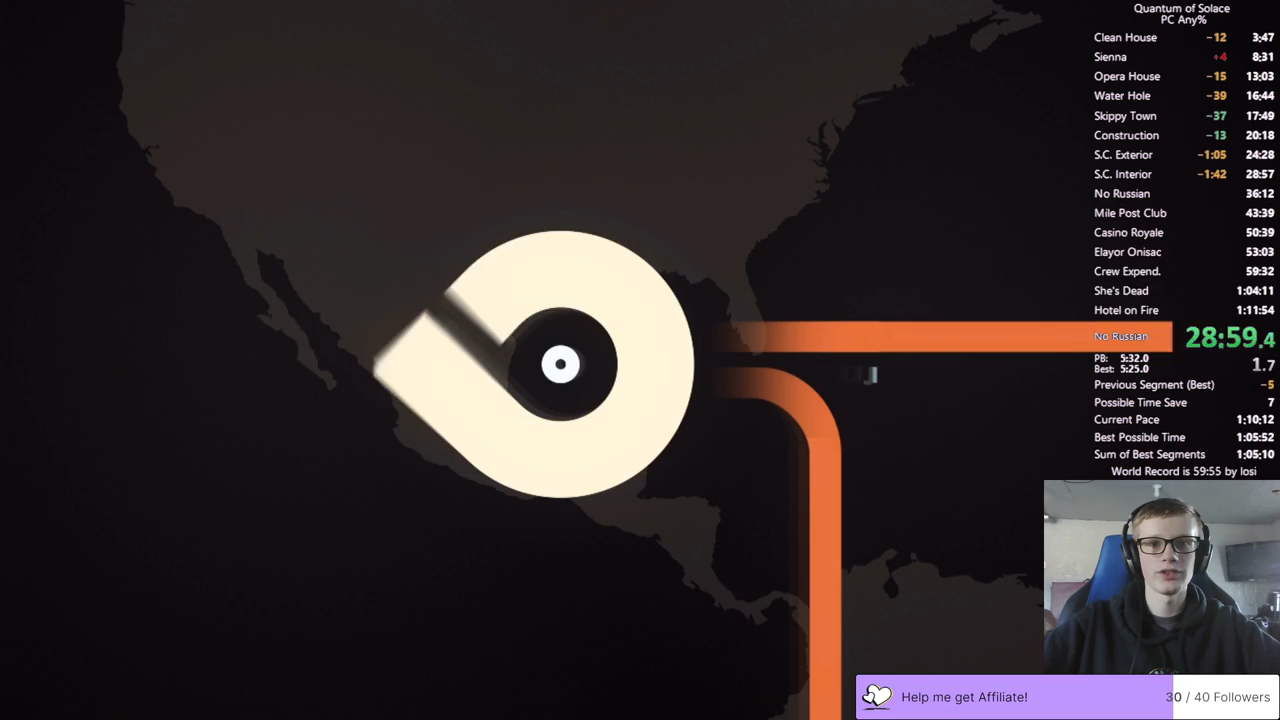 Quantum of Solace
PC Any%
Clean House -12 3:47
Sienna +4 8:31
Opera House -15 13:03
Water Hole -39 16:44
Skippy Town -37 17:49
Construction -13 20:18
S.C. Exterior -1:05 24:28
S.C. Interior -1:42 28:57
No Russian 36:12
Mile Post Club 43:39
Casino Royale 50:39
Elayor Onisac 53:03
Crew Expend. 59:32
She's Dead 1:04:11
Hotel on Fire 1:11:54
No Russian 28:59.4
PB: 5:32.0
Best: 5:25.0 1.7
Previous Segment (Best) -5
Possible Time Save 7
Current Pace 1:10:12
Best Possible Time 1:05:52
Sum of Best Segments 1:05:10
World Record is 59:55 by losi
Help me get Affiliate! 30 / 40 Followers